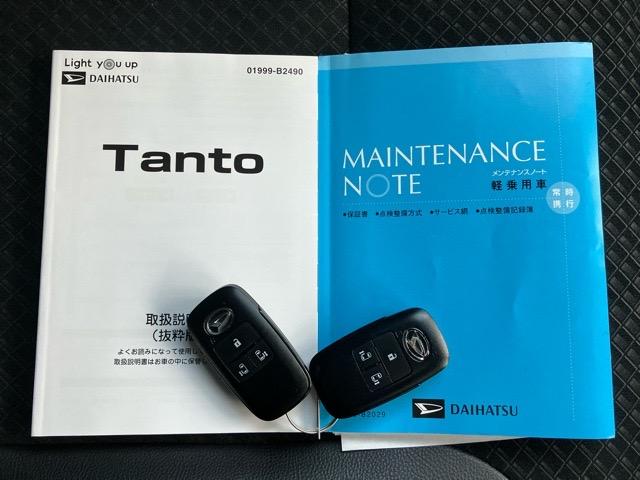 Light you up
DAIHATSU
01999-B2490
Tanto
取扱説明
(抜粋版
よくお読みになって使用し
取扱説明書はお車の中に保管
MAINTENANCE
NOTE
メンテナンスノート
軽乗用車
常時
携行
●保証書 ●点検整備方式 ●サービス網 ●点検整備記録簿
-B2029
DAIHATSU